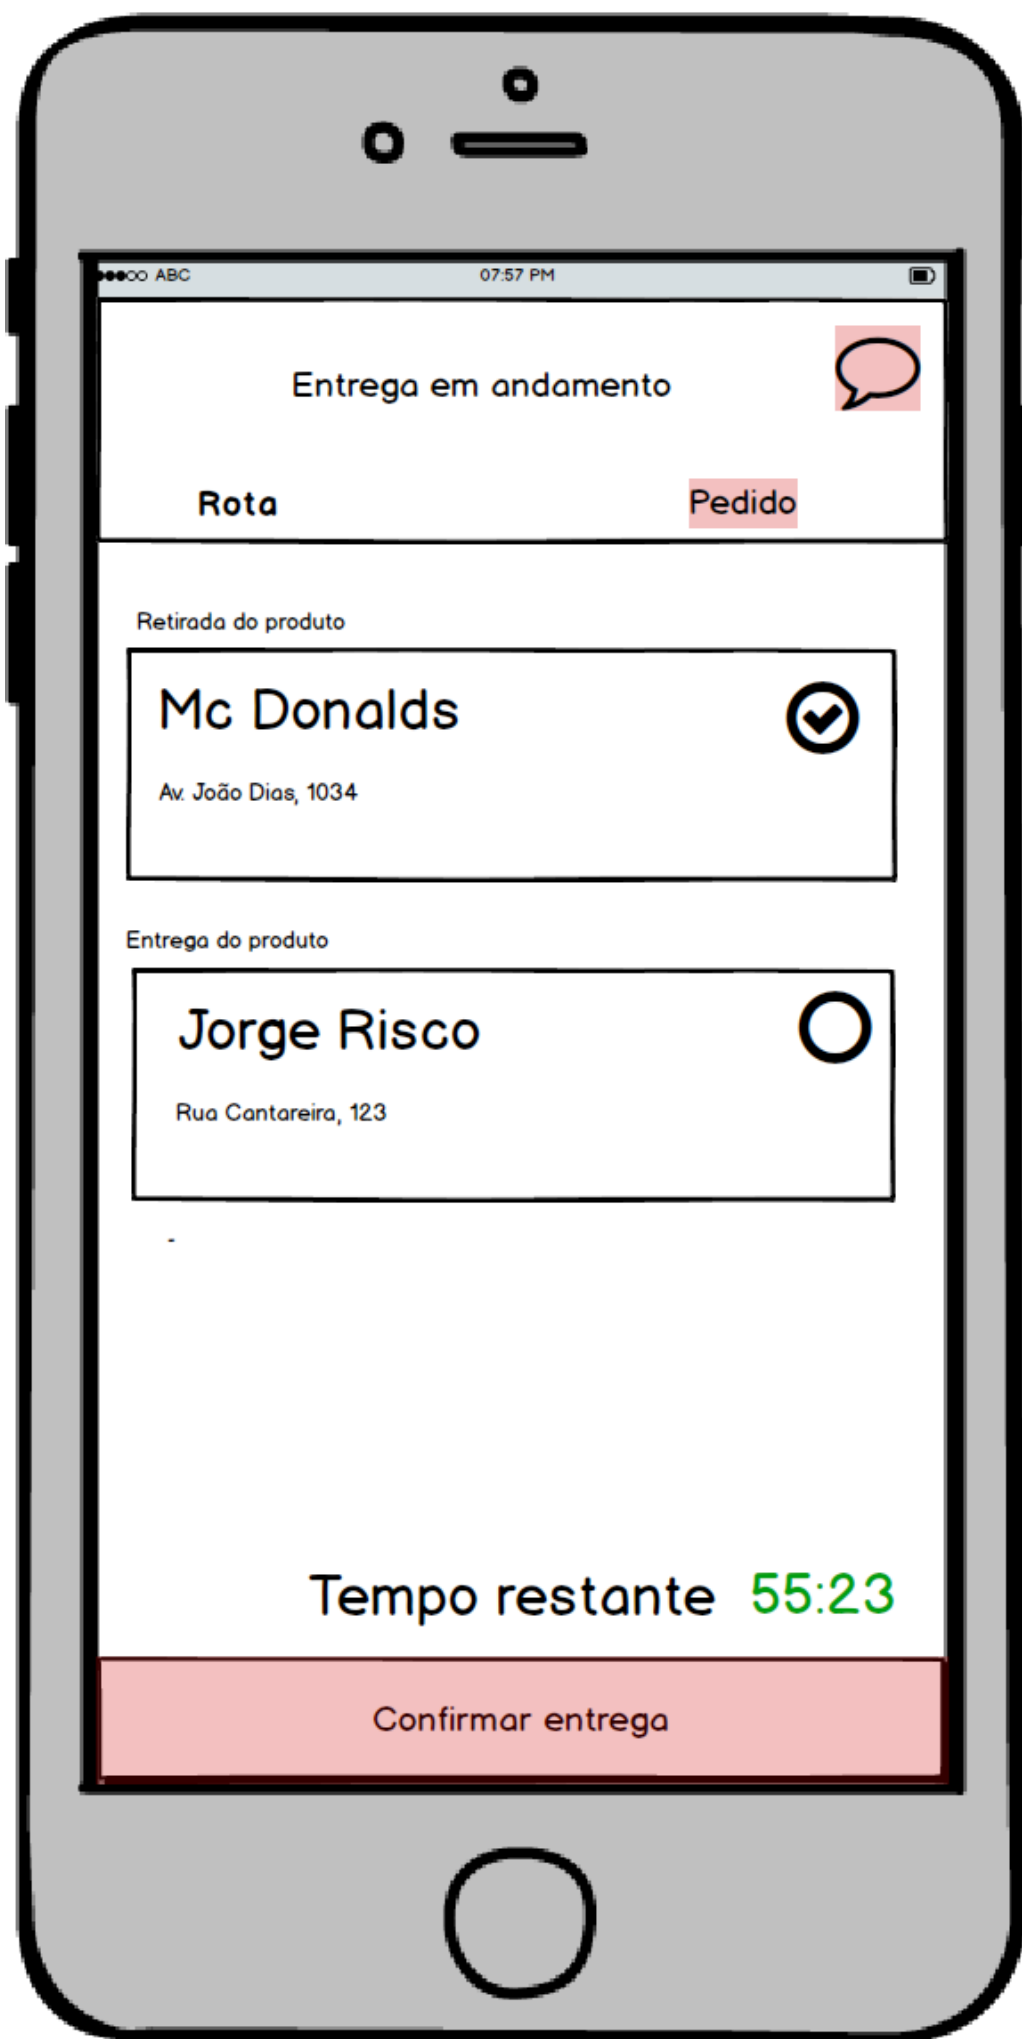 ABC 07:57 PM
Entrega em andamento
Rota Pedido
Retirada do produto
Mc Donalds
Av. João Dias, 1034
Entrega do produto
Jorge Risco
Rua Cantareira, 123
-
Tempo restante 55:23
Confirmar entrega